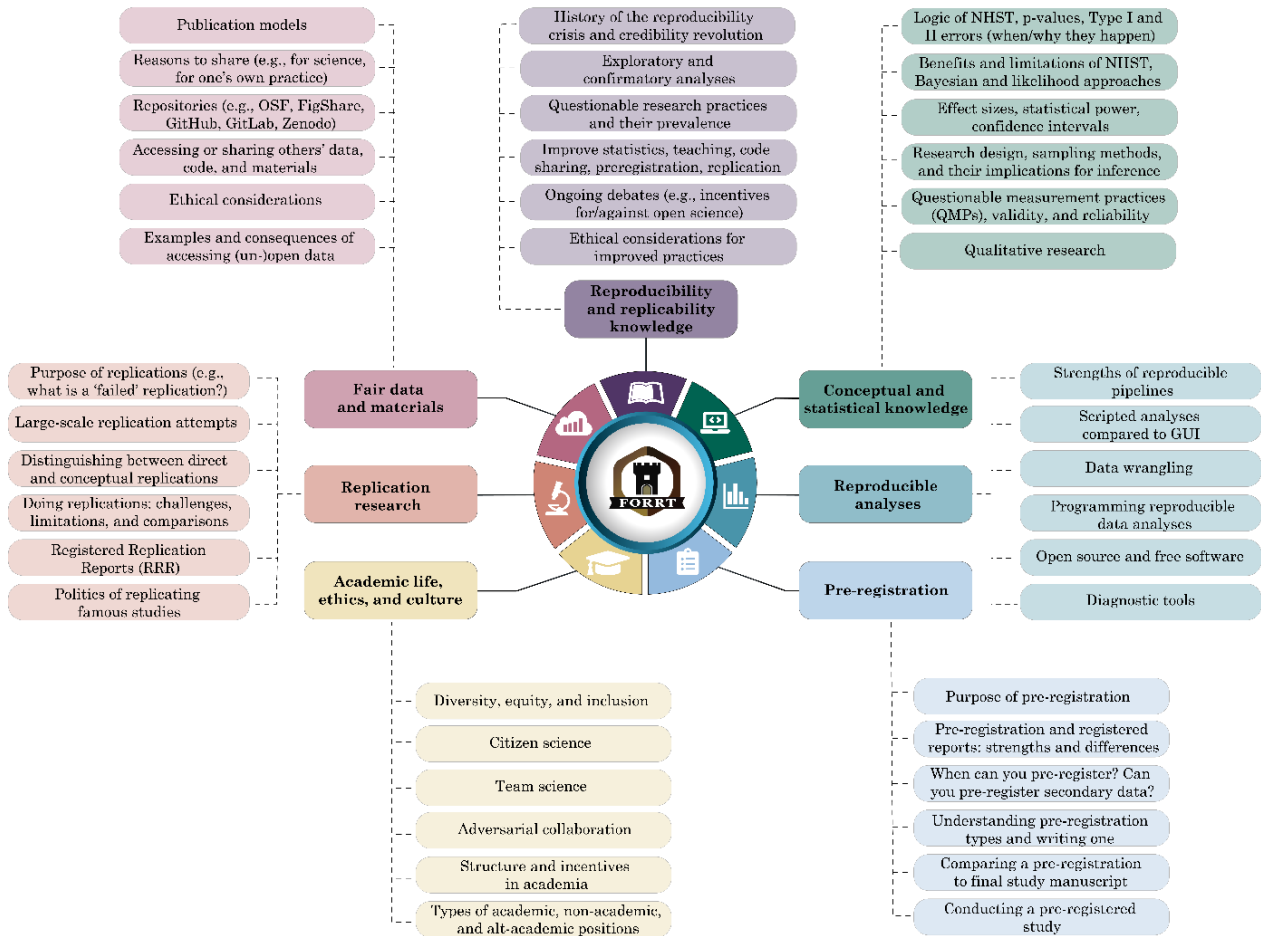 Publication models
Reasons to share (e.g., for science,
for one's own practice)
Repositories (e.g., OSF, FigShare,
GitHub, GitLab, Zenodo)
Accessing or sharing others' data,
code, and materials
Ethical considerations
Examples and consequences of
accessing (un-)open data
History of the reproducibility
crisis and credibility revolution
Exploratory and
confirmatory analyses
Questionable research practices
and their prevalence
Improve statistics, teaching, code
sharing, preregistration, replication
Ongoing debates (e.g., incentives
for/against open science)
Ethical considerations for
improved practices
Reproducibility
and replicability
knowledge
Logic of NHST, p-values, Type I and
II errors (when/why they happen)
Benefits and limitations of NHST,
Bayesian and likelihood approaches
Effect sizes, statistical power,
confidence intervals
Research design, sampling methods,
and their implications for inference
Questionable measurement practices
(QMPs), validity, and reliability
Qualitative research
Purpose of replications (e.g.,
what is a 'failed' replication?)
Large-scale replication attempts
Distinguishing between direct
and conceptual replications
Doing replications: challenges,
limitations, and comparisons
Registered Replication
Reports (RRR)
Politics of replicating
famous studies
Fair data
and materials
Replication
research
Academic life,
ethics, and culture
FORRT
Conceptual and
statistical knowledge
Reproducible
analyses
Pre-registration
Strengths of reproducible
pipelines
Scripted analyses
compared to GUI
Data wrangling
Programming reproducible
data analyses
Open source and free software
Diagnostic tools
Diversity, equity, and inclusion
Citizen science
Team science
Adversarial collaboration
Structure and incentives
in academia
Types of academic, non-academic,
and alt-academic positions
Purpose of pre-registration
Pre-registration and registered
reports: strengths and differences
When can you pre-register? Can
you pre-register secondary data?
Understanding pre-registration
types and writing one
Comparing a pre-registration
to final study manuscript
Conducting a pre-registered
study